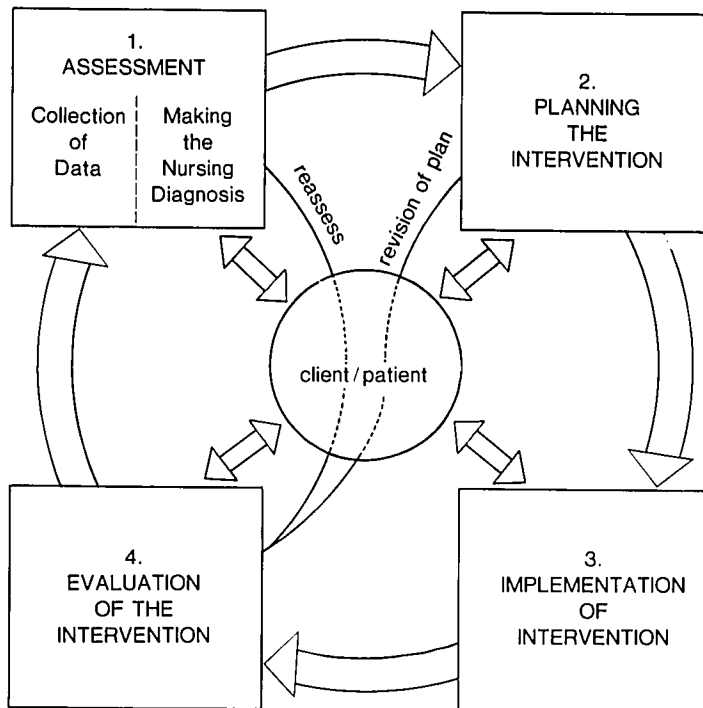 1.
ASSESSMENT
Collection
of
Data
Making
the
Nursing
Diagnosis
2.
PLANNING
THE
INTERVENTION
reassess
revision of plan
client / patient
4.
EVALUATION
OF THE
INTERVENTION
3.
IMPLEMENTATION
OF
INTERVENTION